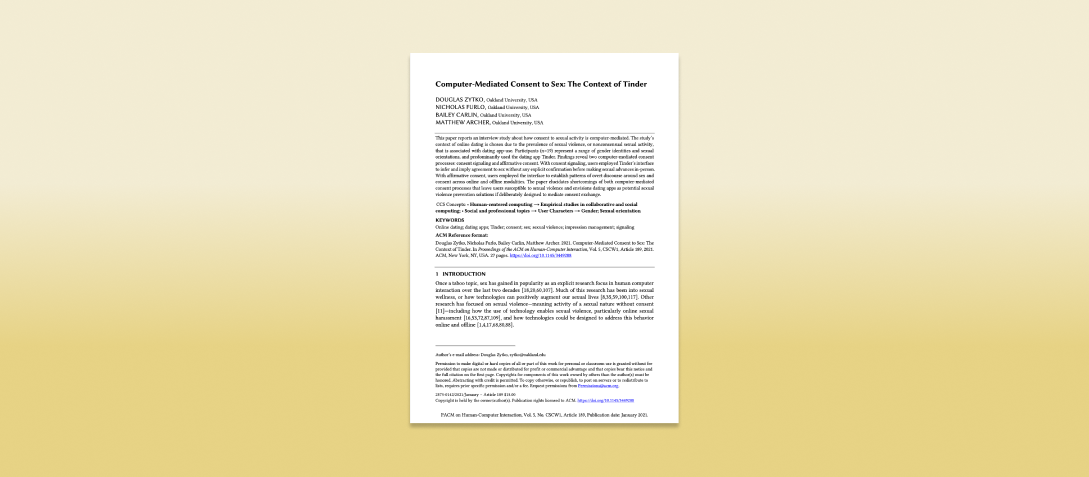 Computer-Mediated Consent to Sex: The Context of Tinder
DOUGLAS ZYTKO, Oakland University, USA
NICHOLAS FURLO, Oakland University, USA
BAILEY CARLIN, Oakland University, USA
MATTHEW ARCHER, Oakland University, USA
This paper reports an interview study about how consent to sexual activity is computer-mediated. The study's
context of online dating is chosen due to the prevalence of sexual violence, or nonconsensual sexual activity,
that is associated with dating app-use. Participants (n=19) represent a range of gender identities and sexual
orientations, and predominantly used the dating app Tinder. Findings reveal two computer-mediated consent
processes: consent signaling and affirmative consent. With consent signaling, users employed Tinder's interface
to infer and imply agreement to sex without any explicit confirmation before making sexual advances in-person.
With affirmative consent, users employed the interface to establish patterns of overt discourse around sex and
consent across online and offline modalities. The paper elucidates shortcomings of both computer-mediated
consent processes that leave users susceptible to sexual violence and envisions dating apps as potential sexual
violence prevention solutions if deliberately designed to mediate consent exchange.
CCS Concepts: • Human-centered computing → Empirical studies in collaborative and social
computing; • Social and professional topics → User Characters → Gender; Sexual orientation
KEYWORDS
Online dating; dating apps; Tinder; consent; sex; sexual violence; impression management; signaling
ACM Reference format:
Douglas Zytko, Nicholas Furlo, Bailey Carlin, Matthew Archer. 2021. Computer-Mediated Consent to Sex: The
Context of Tinder. In Proceedings of the ACM on Human-Computer Interaction, Vol. 5, CSCW1, Article 189, 2021.
ACM, New York, NY, USA. 27 pages. https://doi.org/10.1145/3449288
1 INTRODUCTION
Once a taboo topic, sex has gained in popularity as an explicit research focus in human computer
interaction over the last two decades [18,29,60,107]. Much of this research has been into sexual
wellness, or how technologies can positively augment our sexual lives [8,35,59,100,117]. Other
research has focused on sexual violence—meaning activity of a sexual nature without consent
[11]—including how the use of technology enables sexual violence, particularly online sexual
harassment [16,53,72,87,109], and how technologies could be designed to address this behavior
online and offline [1,4,17,68,80,88].
Author's e-mail address: Douglas Zytko, zytko@oakland.edu.
Permission to make digital or hard copies of all or part of this work for personal or classroom use is granted without fee
provided that copies are not made or distributed for profit or commercial advantage and that copies bear this notice and
the full citation on the first page. Copyrights for components of this work owned by others than the author(s) must be
honored. Abstracting with credit is permitted. To copy otherwise, or republish, to post on servers or to redistribute to
lists, requires prior specific permission and/or a fee. Request permissions from Permissions@acm.org.
2573-0142/2021/January – Article 189 $15.00
Copyright is held by the owner/author(s). Publication rights licensed to ACM. https://doi.org/10.1145/3449288
PACM on Human-Computer Interaction, Vol. 5, No. CSCW1, Article 189, Publication date: January 2021.